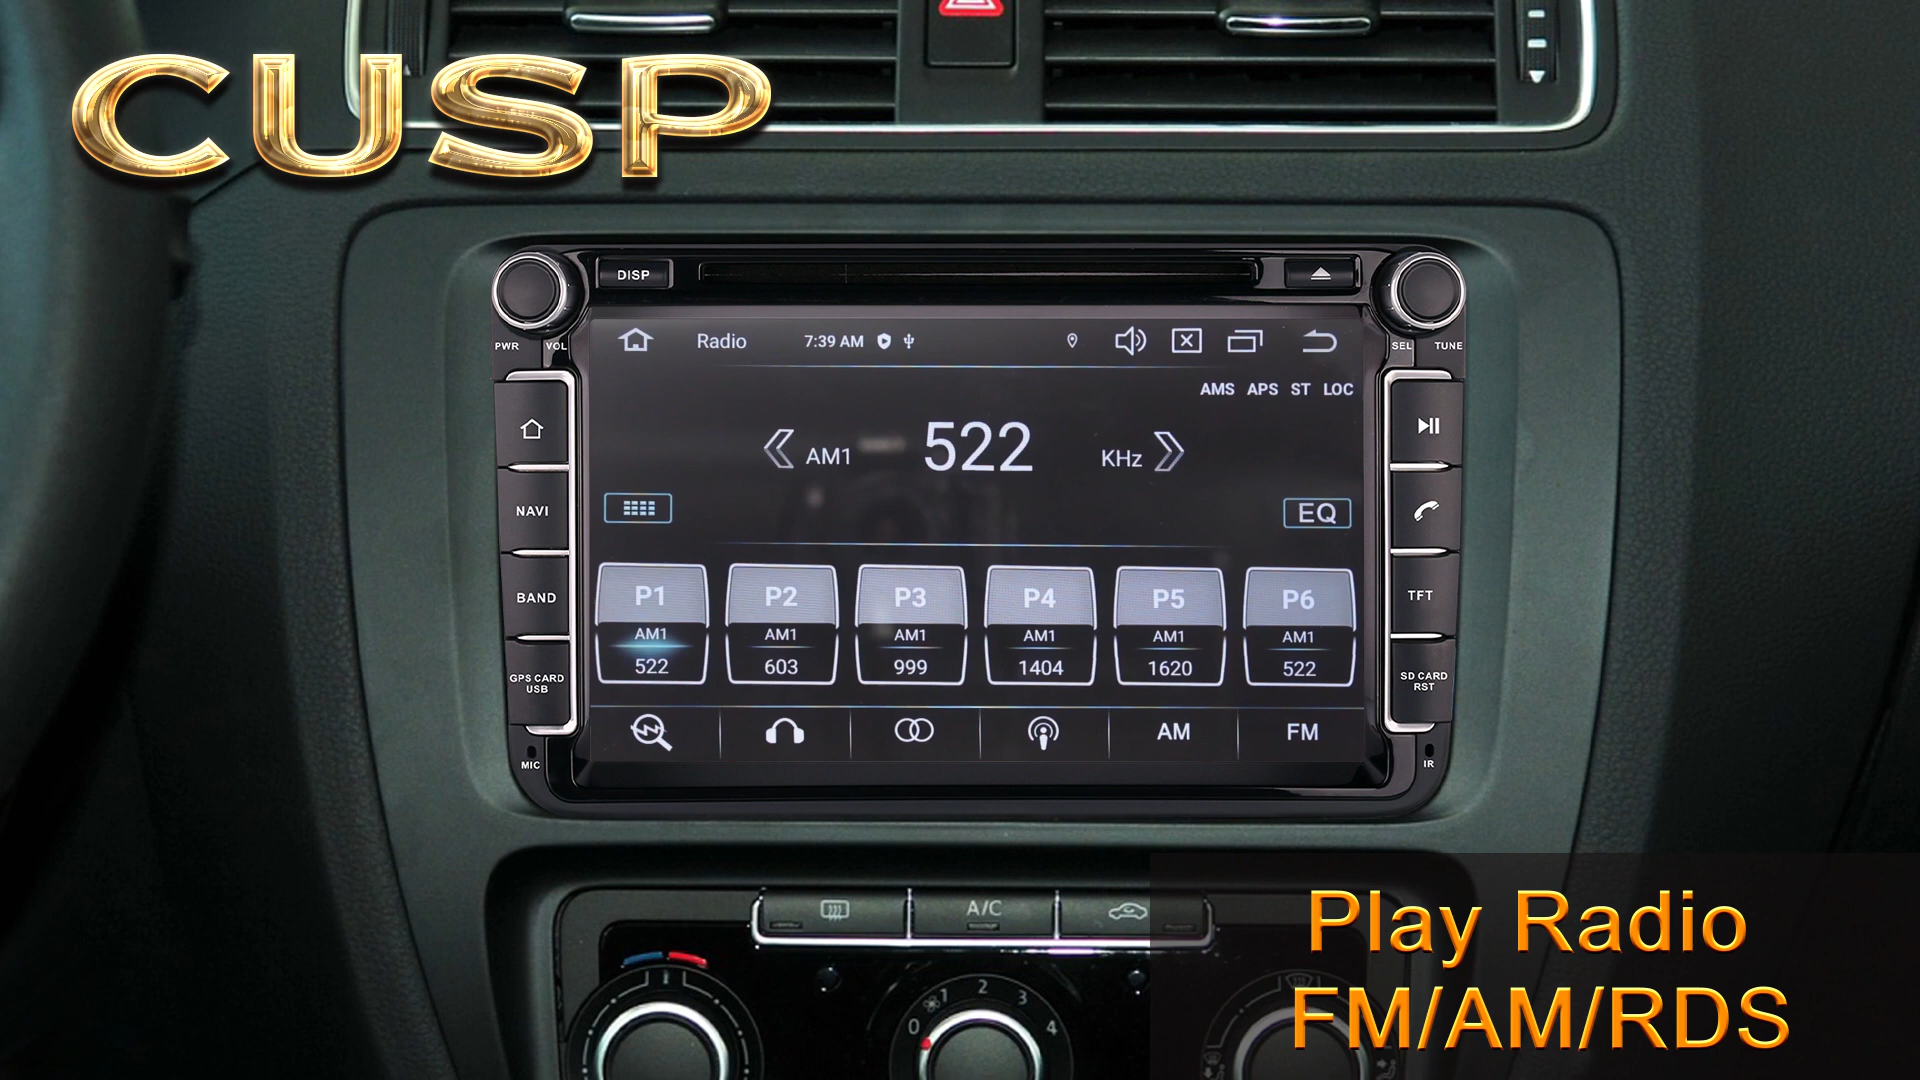 CUSP
DISP
PWR VOL
SEL TUNE
Radio 7:39 AM
AMS APS ST LOC
AM1 522 KHz
EQ
NAVI
BAND
GPS CARD
USB
TFT
SD CARD
RST
P1 P2 P3 P4 P5 P6
AM1 AM1 AM1 AM1 AM1 AM1
522 603 999 1404 1620 522
AM FM
MIC
IR
A/C
0 1 2 3 4
Play Radio
FM/AM/RDS